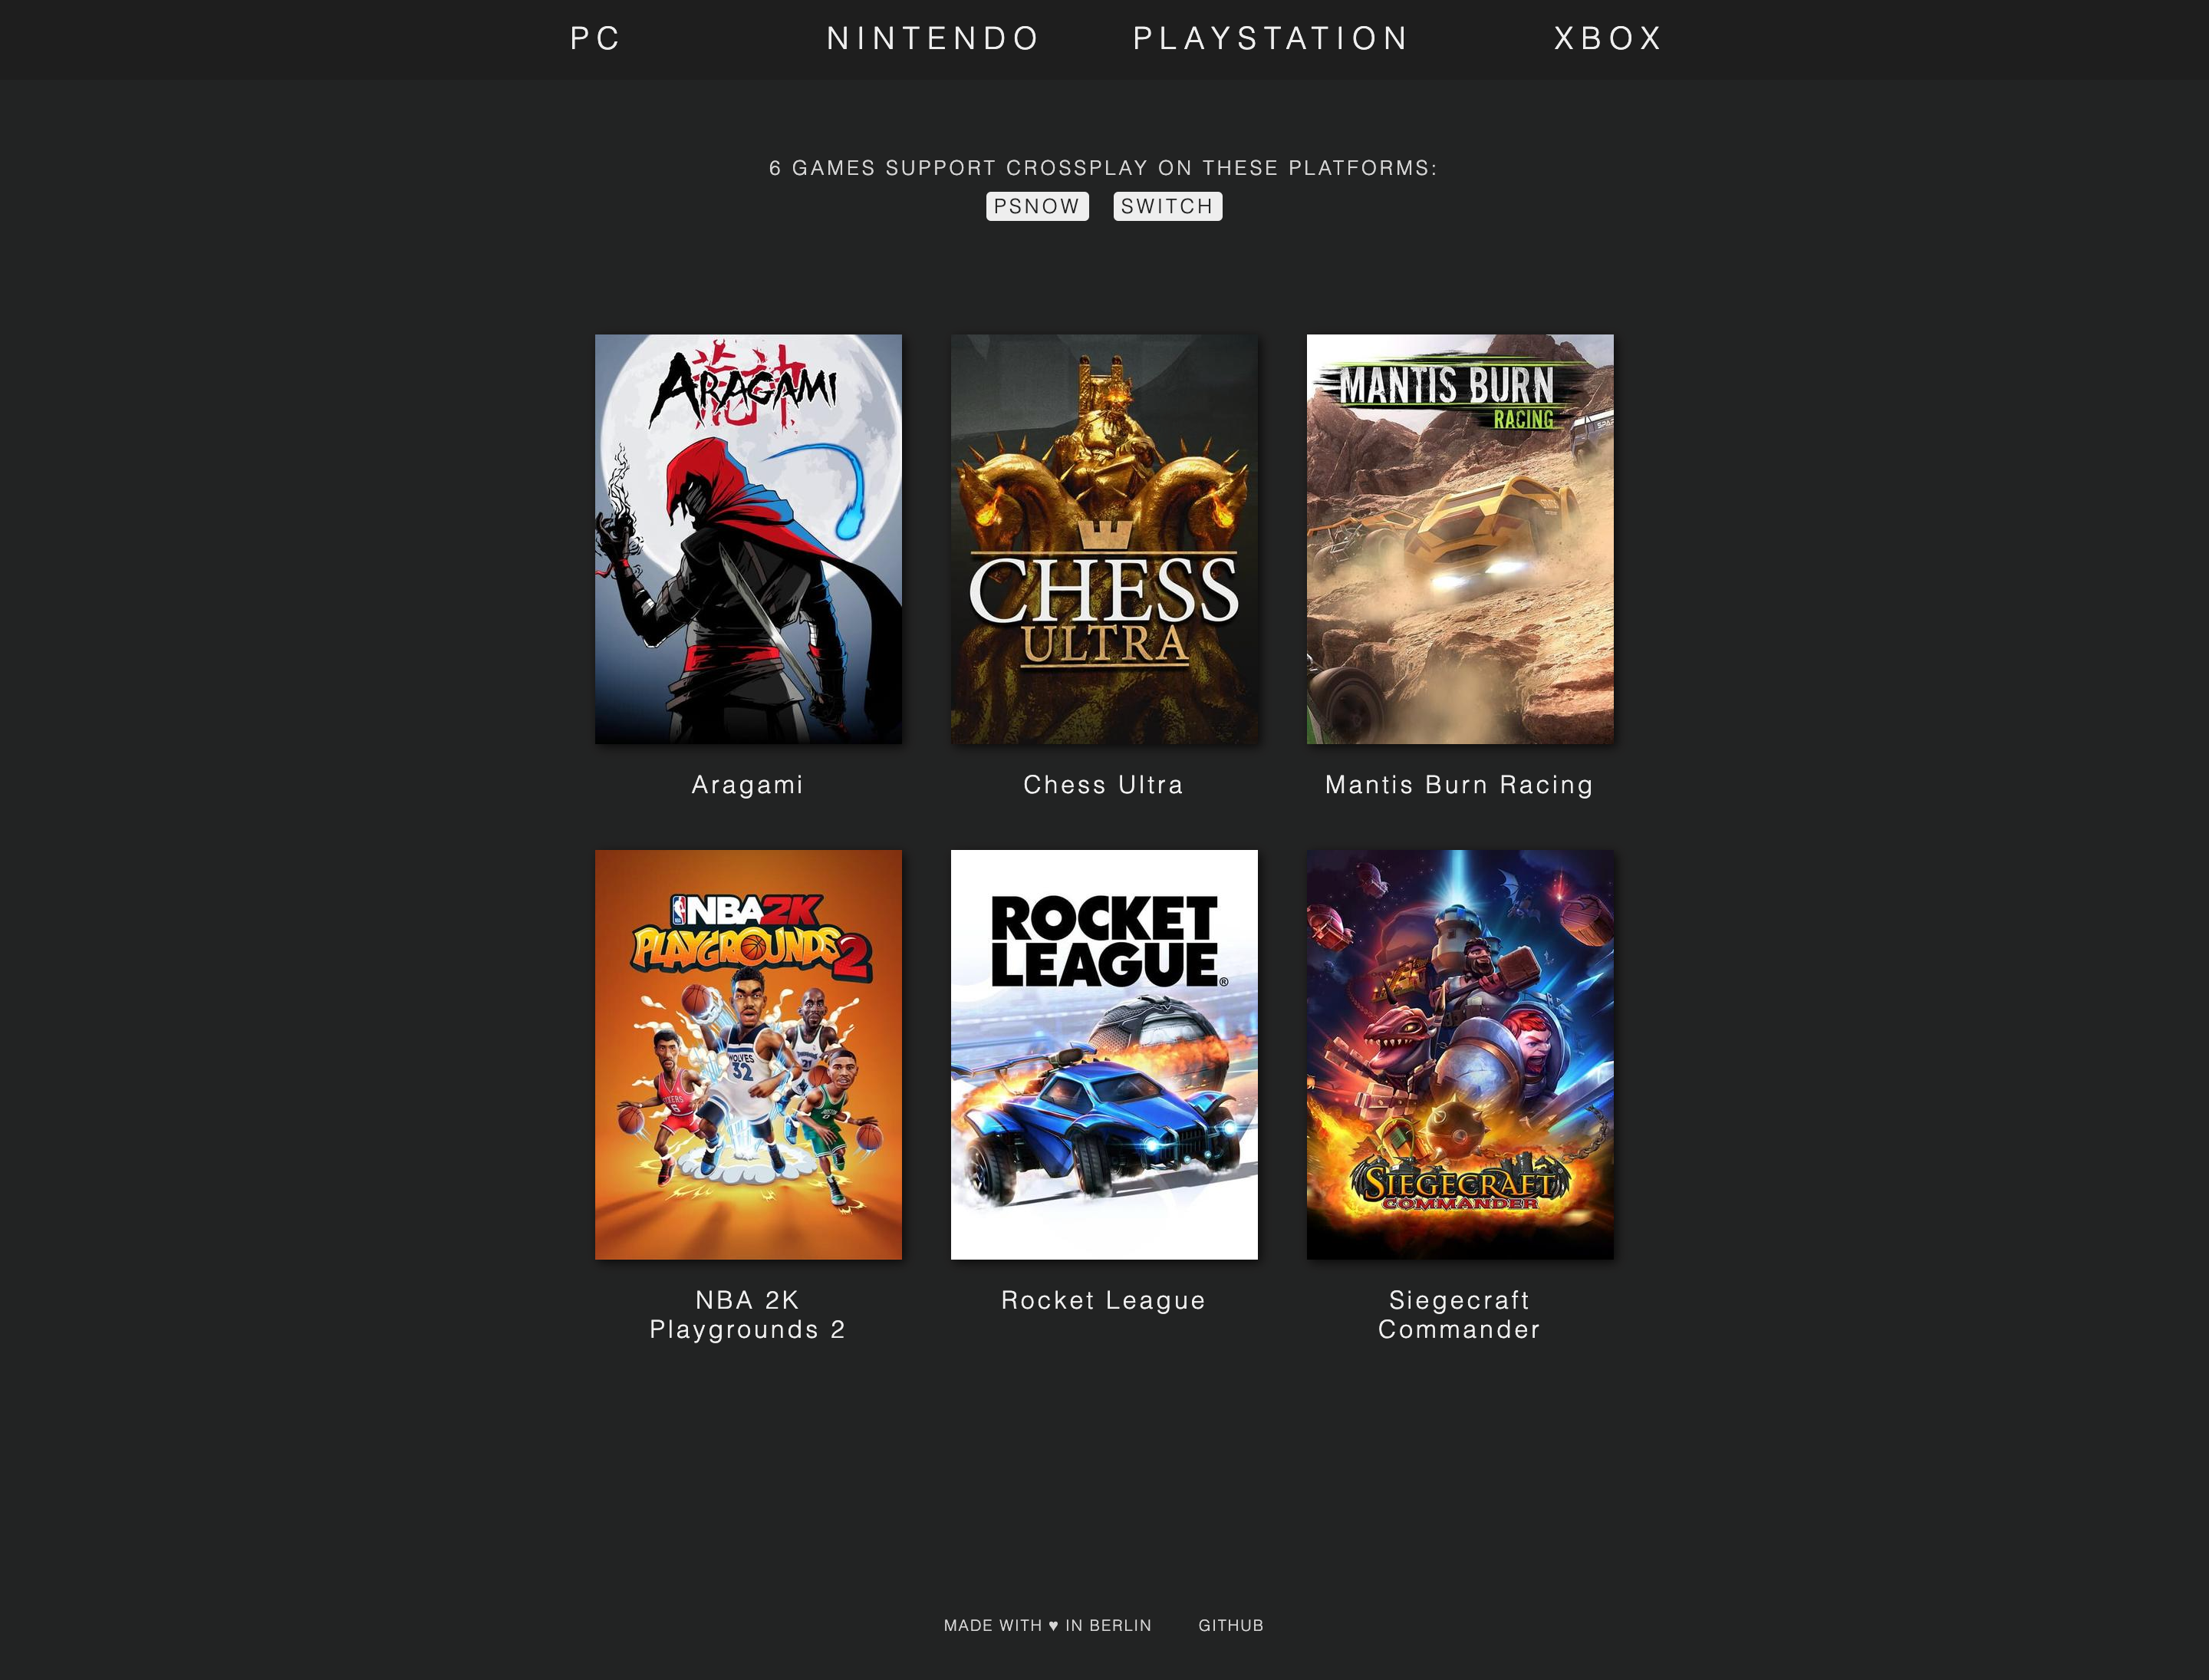 PC NINTENDO PLAYSTATION XBOX
6 GAMES SUPPORT CROSSPLAY ON THESE PLATFORMS:
PSNOW SWITCH
ARAGAMI
CHESS
ULTRA
MANTIS BURN
RACING
Aragami
Chess Ultra
Mantis Burn Racing
NBA 2K
PLAYGROUNDS 2
WOLVES
32
ROCKET
LEAGUE®
SIEGECRAFT
COMMANDER
NBA 2K
Playgrounds 2
Rocket League
Siegecraft
Commander
MADE WITH ♥ IN BERLIN GITHUB